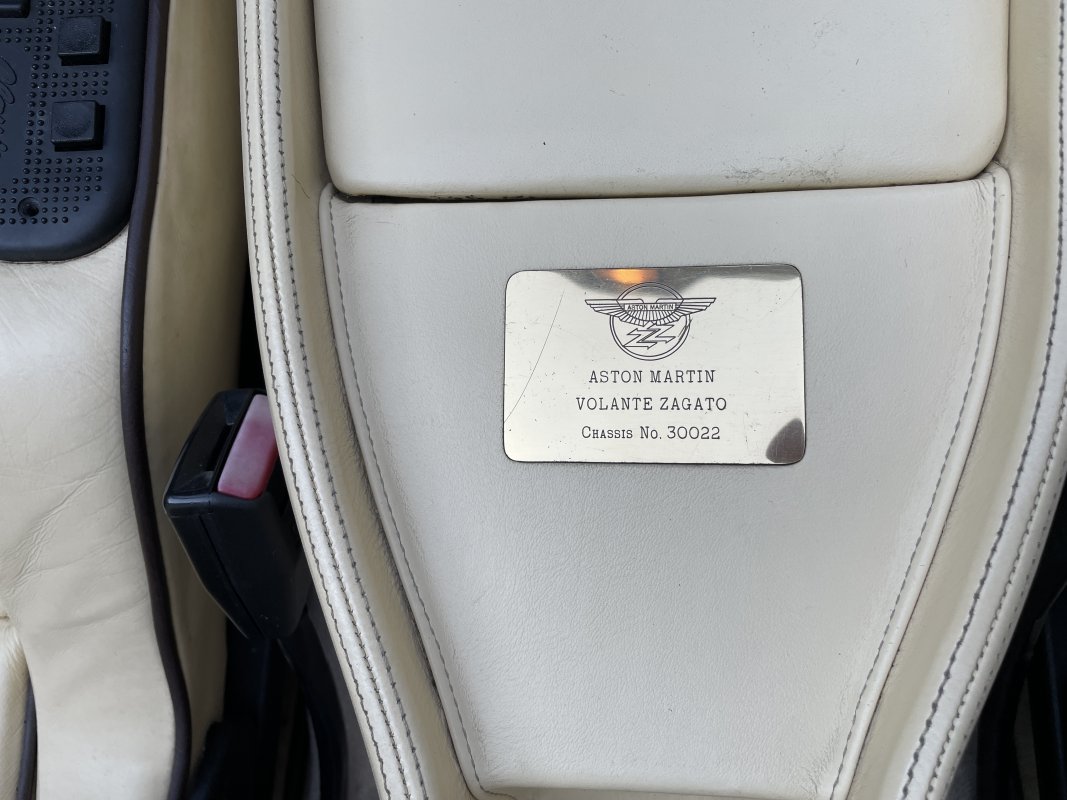 ASTON MARTIN
ASTON MARTIN
VOLANTE ZAGATO
Chassis No. 30022